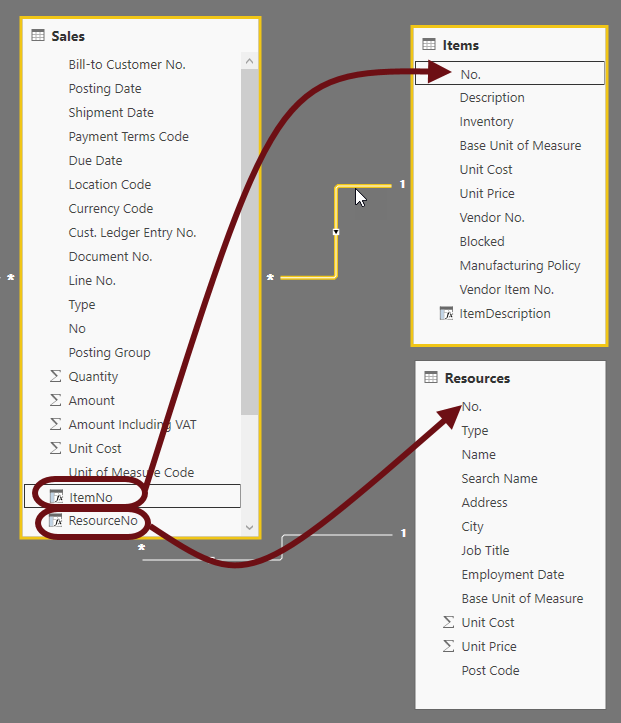 Sales
Bill-to Customer No.
Posting Date
Shipment Date
Payment Terms Code
Due Date
Location Code
Currency Code
Cust. Ledger Entry No.
Document No.
Line No.
Type
No
Posting Group
Quantity
Amount
Amount Including VAT
Unit Cost
Unit of Measure Code
ItemNo
ResourceNo
*
*
1
*
1
Items
No.
Description
Inventory
Base Unit of Measure
Unit Cost
Unit Price
Vendor No.
Blocked
Manufacturing Policy
Vendor Item No.
ItemDescription
Resources
No.
Type
Name
Search Name
Address
City
Job Title
Employment Date
Base Unit of Measure
Unit Cost
Unit Price
Post Code